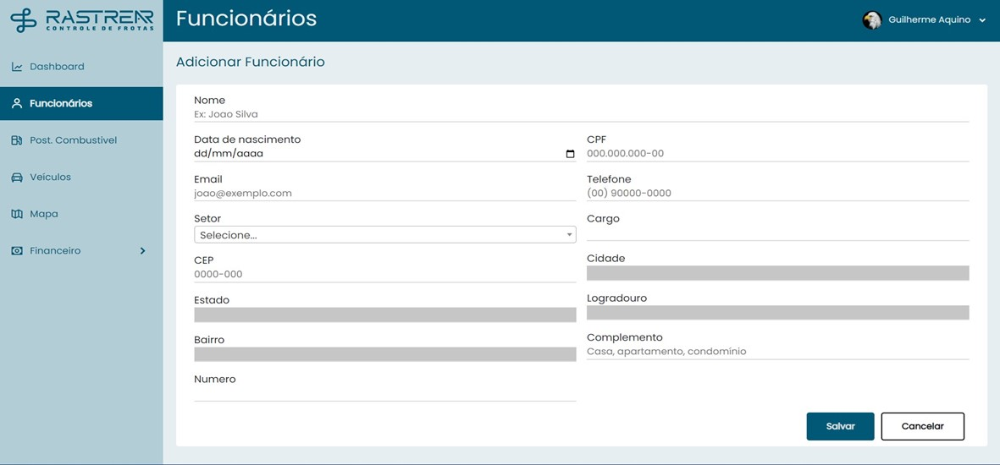 RASTREAR
CONTROLE DE FROTAS
Funcionários
Guilherme Aquino
Dashboard
Funcionários
Post. Combustivel
Veículos
Mapa
Financeiro
Adicionar Funcionário
Nome
Ex: Joao Silva
Data de nascimento
dd/mm/aaaa
CPF
000.000.000-00
Email
joao@exemplo.com
Telefone
(00) 90000-0000
Setor
Selecione...
Cargo
CEP
0000-000
Cidade
Estado
Logradouro
Bairro
Complemento
Casa, apartamento, condomínio
Numero
Salvar
Cancelar